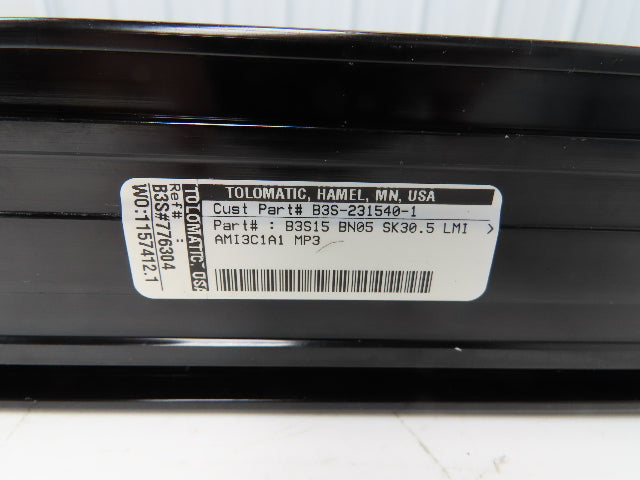 TOLOMATIC, HAMEL, MN, USA
Cust Part# B3S-231540-1
Part# : B3S15 BN05 SK30.5 LMI
AMI3C1A1 MP3
TOLOMATIC. USA
Ref# :
B3S#776304
WO:1157412.1